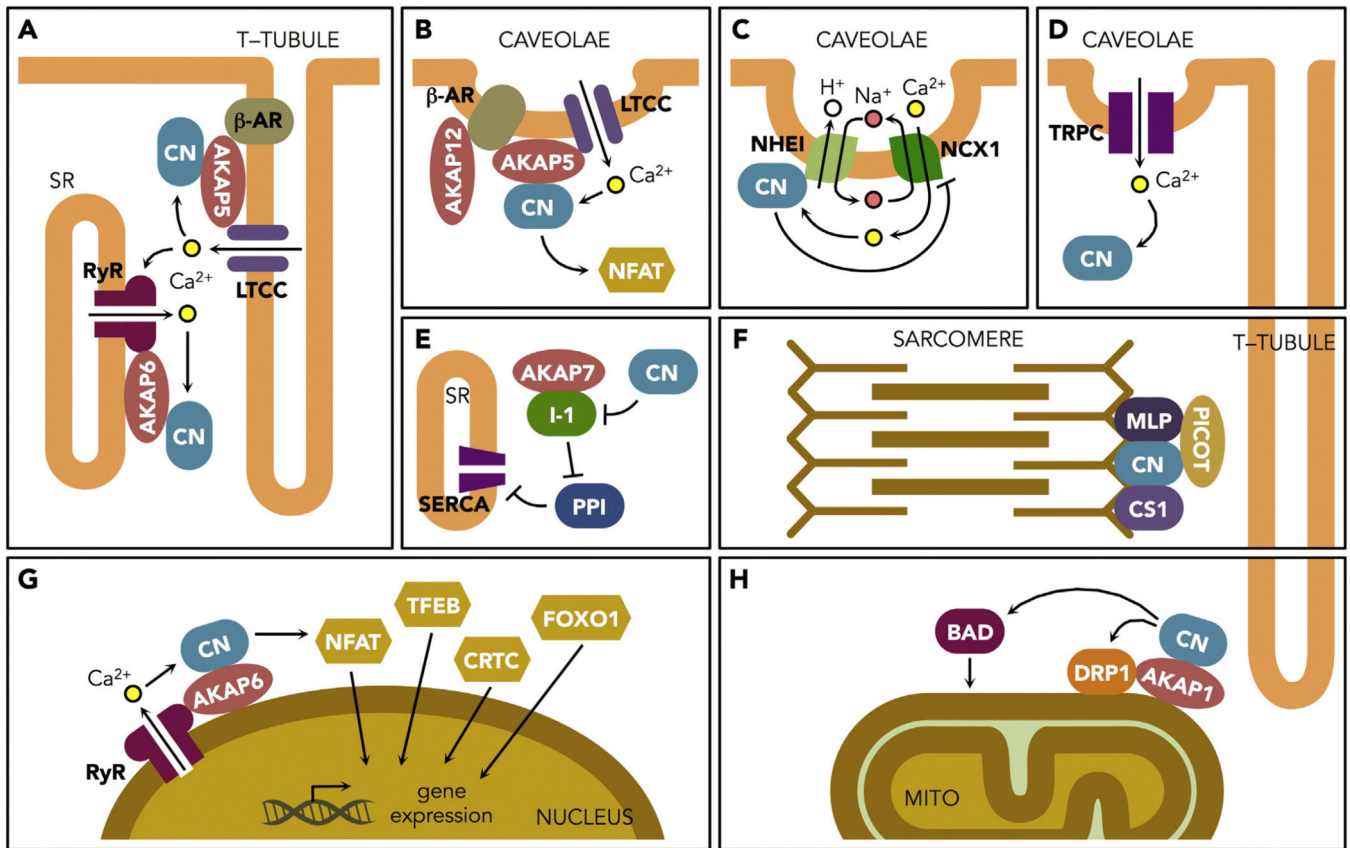 A
T–TUBULE
β-AR
CN
AKAP5
SR
RyR
Ca²⁺
LTCC
AKAP6
CN
B
CAVEOLAE
β-AR
LTCC
AKAP12
AKAP5
Ca²⁺
CN
NFAT
C
CAVEOLAE
H⁺
Na⁺
Ca²⁺
NHEI
NCX1
CN
D
CAVEOLAE
TRPC
Ca²⁺
CN
E
AKAP7
CN
SR
I-1
SERCA
PPI
F
SARCOMERE
T–TUBULE
MLP
PICOT
CN
CS1
G
TFEB
FOXO1
CN
NFAT
CRTC
Ca²⁺
AKAP6
RyR
gene
expression
NUCLEUS
H
BAD
CN
DRP1
AKAP1
MITO